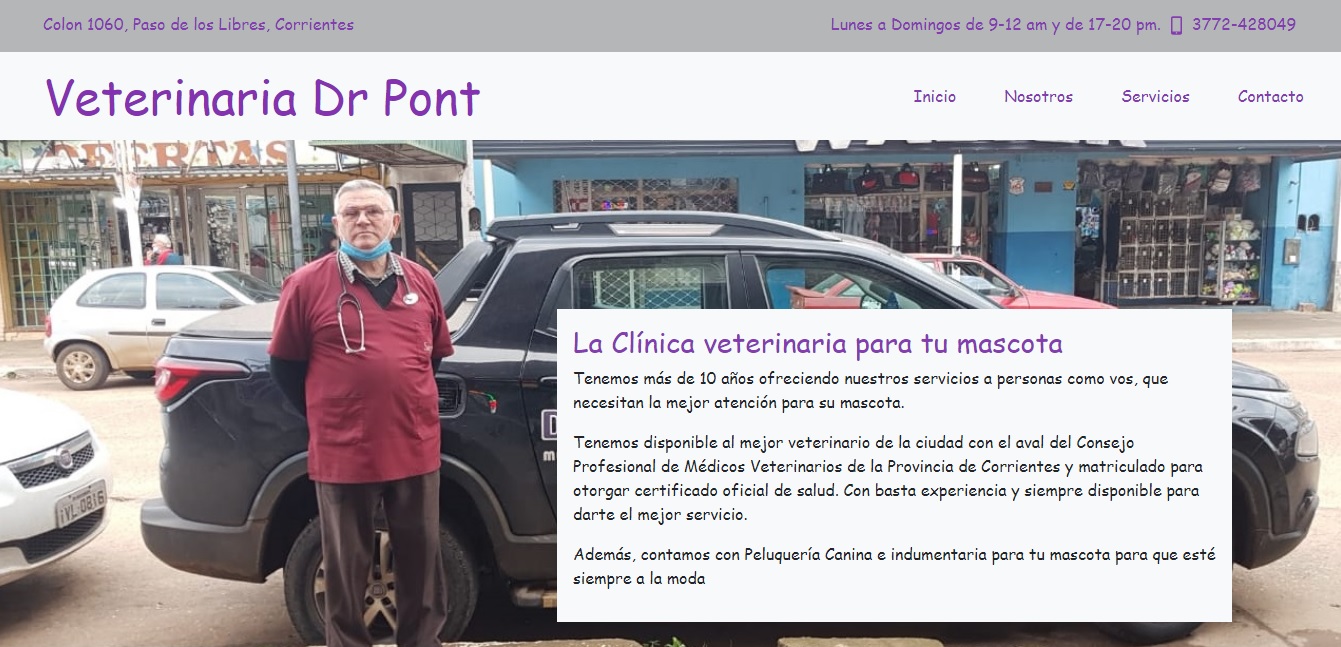 Colon 1060, Paso de los Libres, Corrientes
Lunes a Domingos de 9-12 am y de 17-20 pm. 3772-428049
Veterinaria Dr Pont
Inicio Nosotros Servicios Contacto
OFERTAS
La Clínica veterinaria para tu mascota
Tenemos más de 10 años ofreciendo nuestros servicios a personas como vos, que
necesitan la mejor atención para su mascota.
Tenemos disponible al mejor veterinario de la ciudad con el aval del Consejo
Profesional de Médicos Veterinarios de la Provincia de Corrientes y matriculado para
otorgar certificado oficial de salud. Con basta experiencia y siempre disponible para
darte el mejor servicio.
Además, contamos con Peluquería Canina e indumentaria para tu mascota para que esté
siempre a la moda
IVL 0816